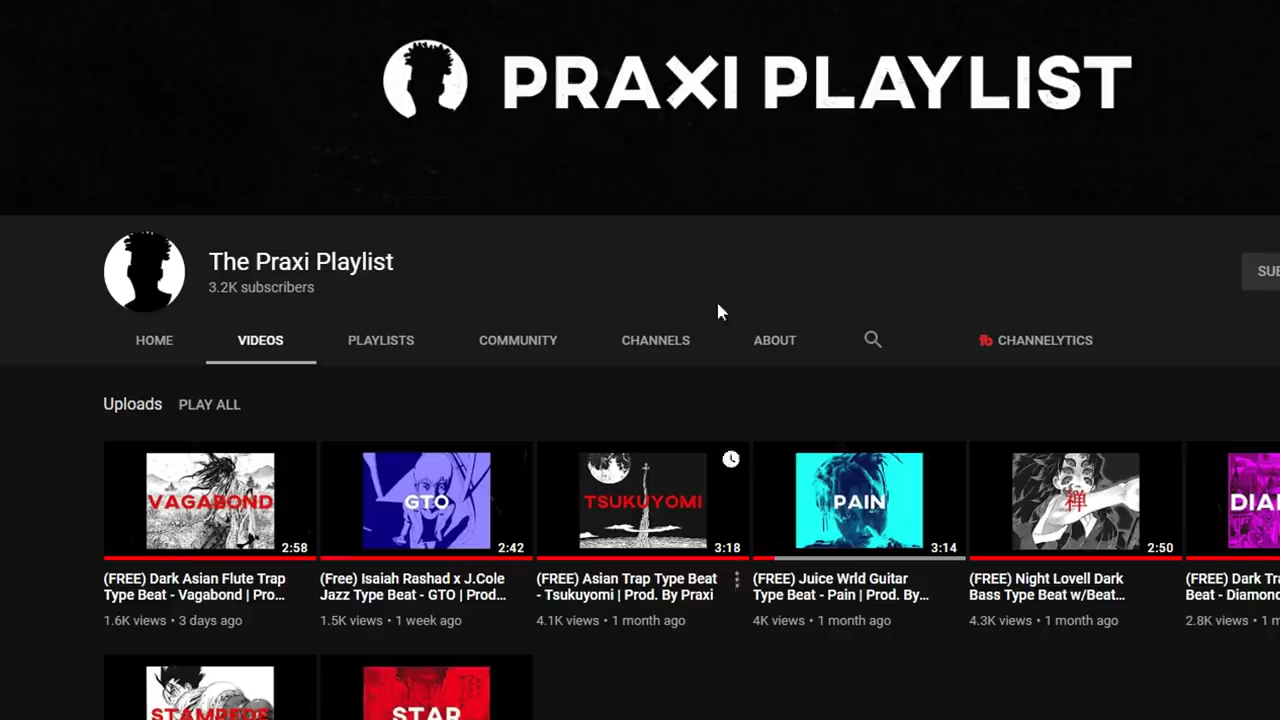 PRAXI PLAYLIST
The Praxi Playlist
3.2K subscribers
SUB
HOME VIDEOS PLAYLISTS COMMUNITY CHANNELS ABOUT CHANNELYTICS
Uploads PLAY ALL
VAGABOND GTO TSUKUYOMI PAIN 禅 DIA
2:58 2:42 3:18 3:14 2:50
(FREE) Dark Asian Flute Trap (Free) Isaiah Rashad x J.Cole (FREE) Asian Trap Type Beat (FREE) Juice Wrld Guitar (FREE) Night Lovell Dark (FREE) Dark Tra
Type Beat - Vagabond | Pro... Jazz Type Beat - GTO | Prod... - Tsukuyomi | Prod. By Praxi Type Beat - Pain | Prod. By... Bass Type Beat w/Beat... Beat - Diamon
1.6K views • 3 days ago 1.5K views • 1 week ago 4.1K views • 1 month ago 4K views • 1 month ago 4.3K views • 1 month ago 2.8K views • 1 m
STAMPEDE STAR